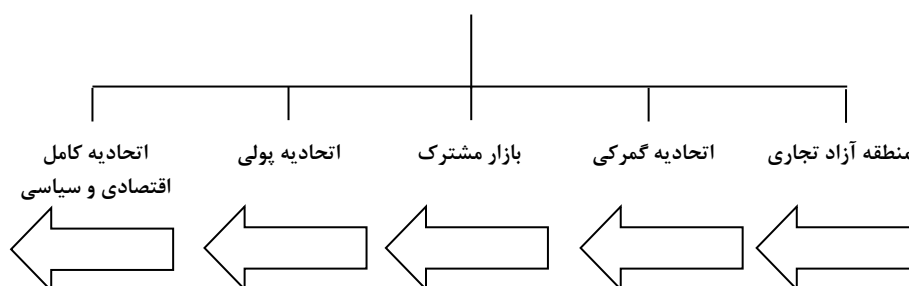 منطقه آزاد تجاری
اتحادیه گمرکی
بازار مشترک
اتحادیه پولی
اتحادیه کامل
اقتصادی و سیاسی